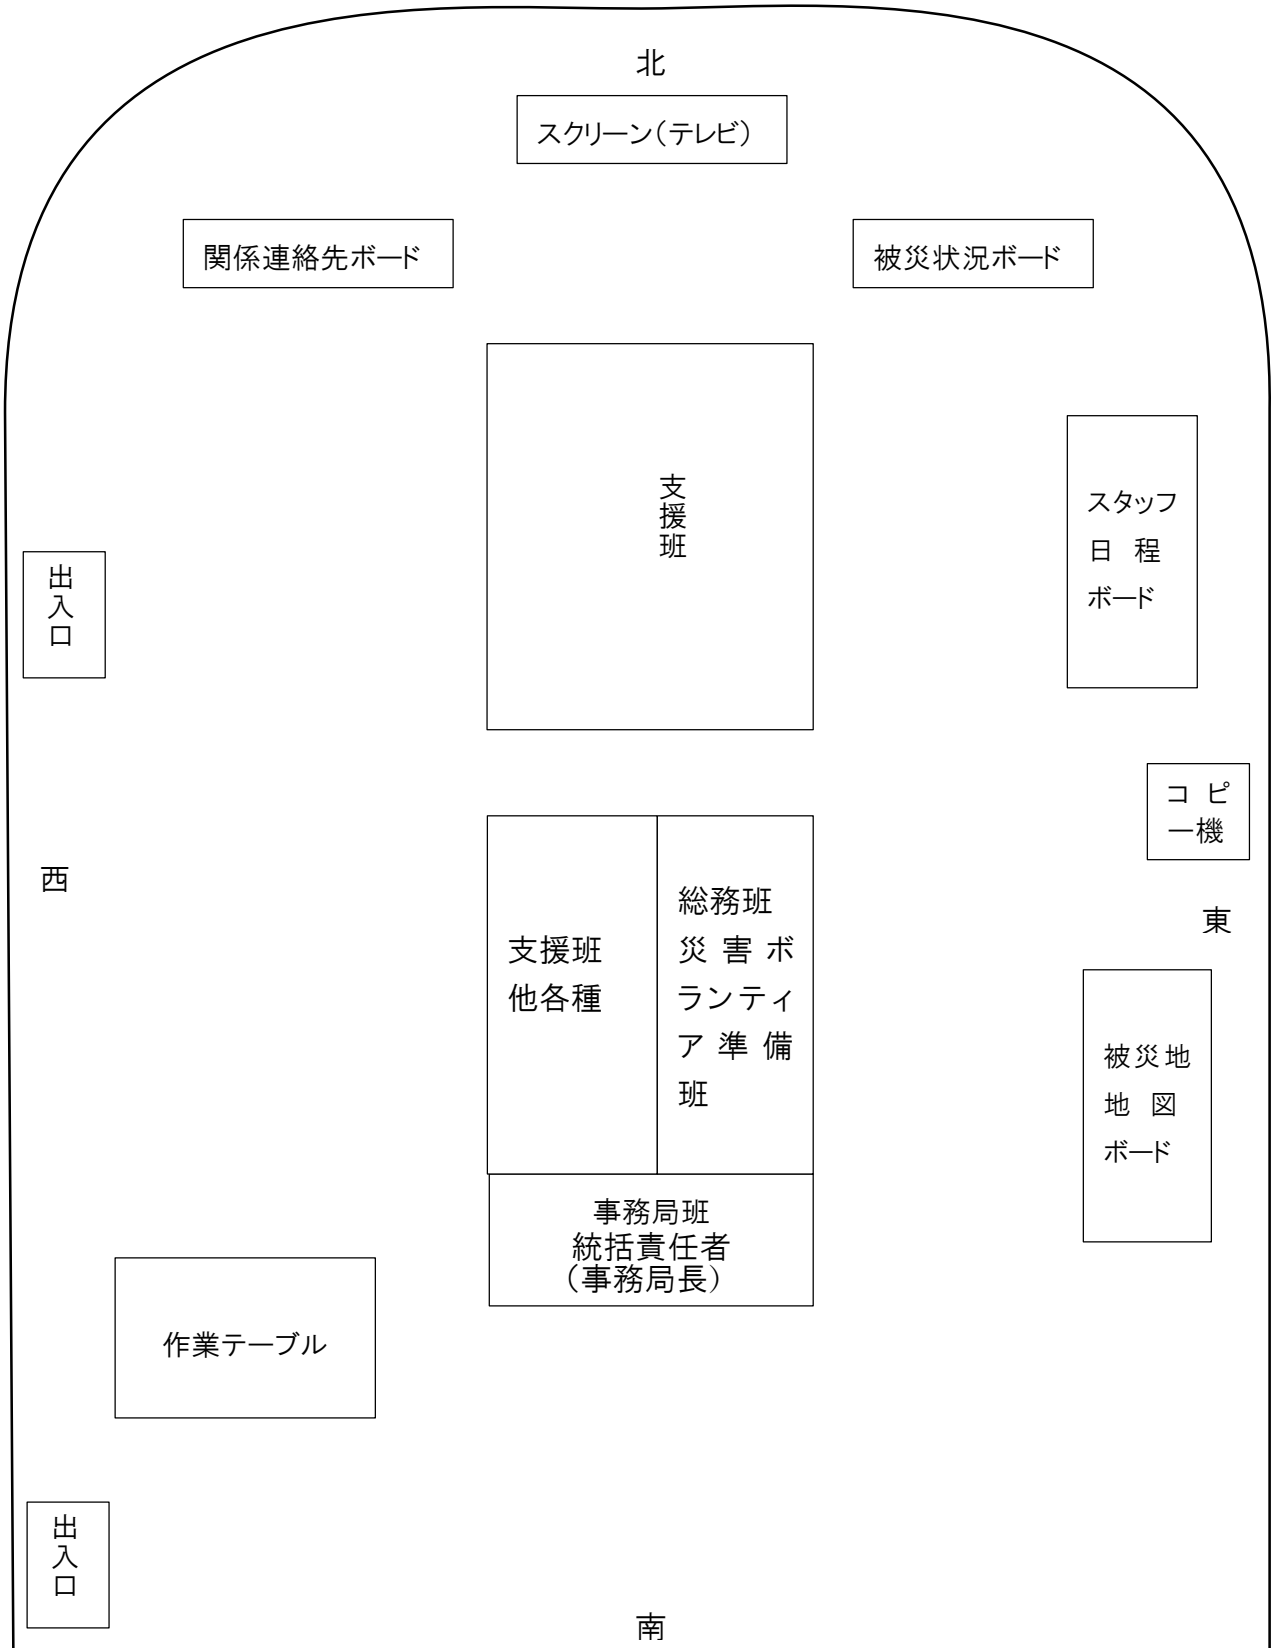 北
スクリーン（テレビ）
関係連絡先ボード
被災状況ボード
支援班
スタッフ
日程
ボード
出入口
コピ
ー機
西
東
支援班
他各種
総務班
災害ボ
ランティ
ア準備
班
被災地
地図
ボード
事務局班
統括責任者
（事務局長）
作業テーブル
出入口
南